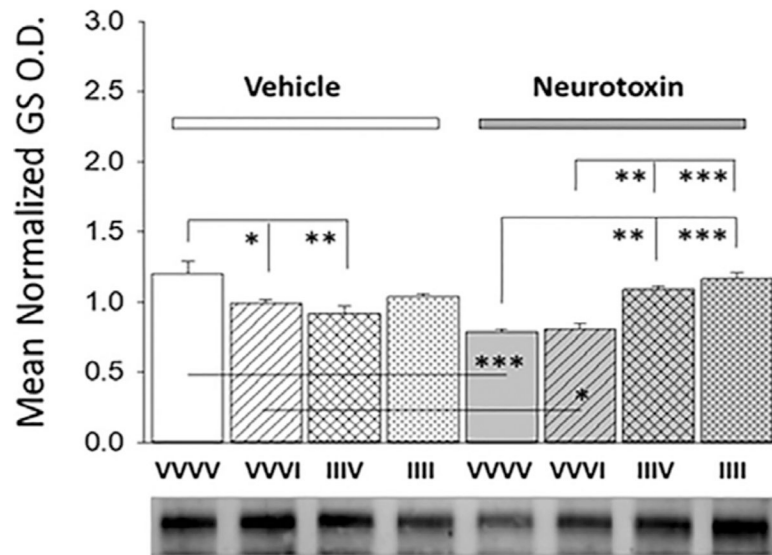 Mean Normalized GS O.D.
3.0
2.5
2.0
1.5
1.0
0.5
0.0
Vehicle
Neurotoxin
** ***
* ** ** ***
***
*
VVVV VVVI IIIV IIII VVVV VVVI IIIV IIII